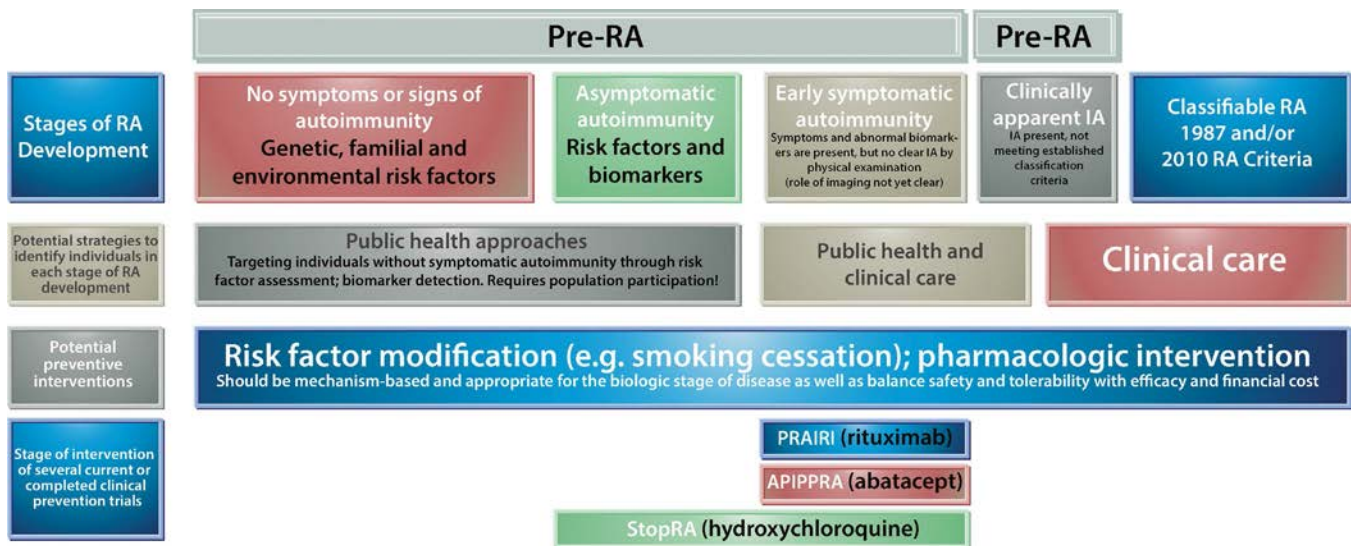 Pre-RA
Pre-RA
Stages of RA
Development
No symptoms or signs of
autoimmunity
Genetic, familial and
environmental risk factors
Asymptomatic
autoimmunity
Risk factors and
biomarkers
Early symptomatic
autoimmunity
Symptoms and abnormal biomark-
ers are present, but no clear IA by
physical examination
(role of imaging not yet clear)
Clinically
apparent IA
IA present, not
meeting established
classification
criteria
Classifiable RA
1987 and/or
2010 RA Criteria
Potential strategies to
identify individuals in
each stage of RA
development
Public health approaches
Targeting individuals without symptomatic autoimmunity through risk
factor assessment; biomarker detection. Requires population participation!
Public health and
clinical care
Clinical care
Potential
preventive
interventions
Risk factor modification (e.g. smoking cessation); pharmacologic intervention
Should be mechanism-based and appropriate for the biologic stage of disease as well as balance safety and tolerability with efficacy and financial cost
Stage of intervention
of several current or
completed clinical
prevention trials
PRAIRI (rituximab)
APIPPRA (abatacept)
StopRA (hydroxychloroquine)